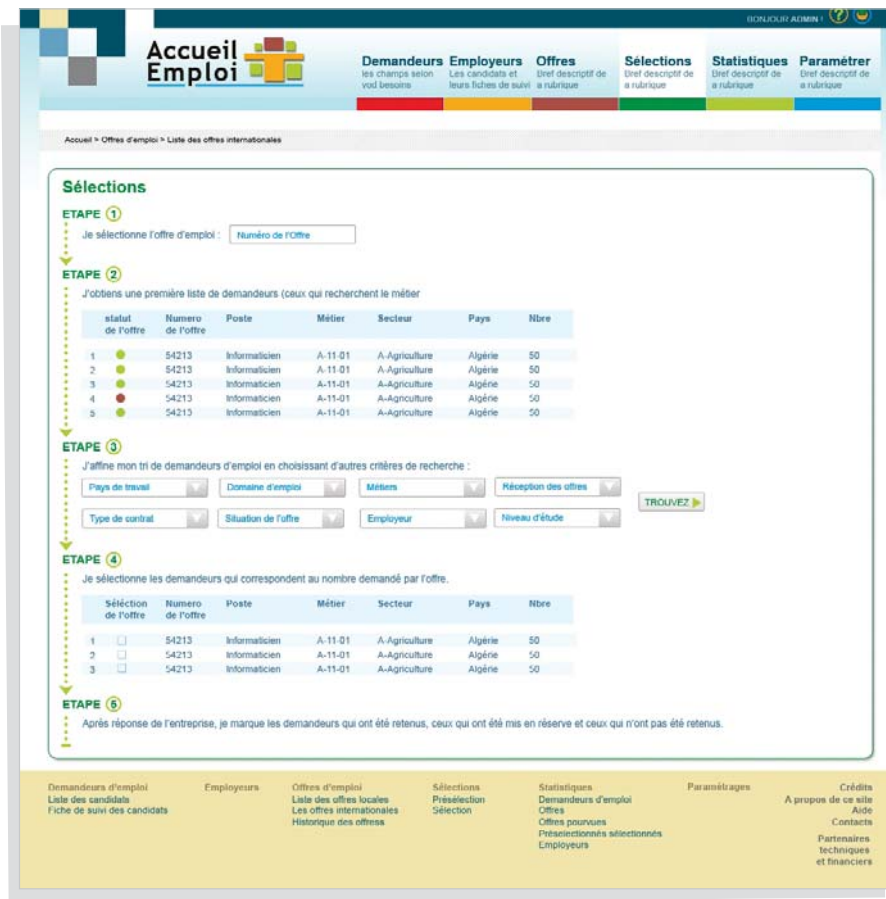 BONJOUR ADMIN !
Accueil
Emploi
Demandeurs
les champs selon
vod besoins
Employeurs
Les candidats et
leurs fiches de suivi
Offres
Bref descriptif de
a rubrique
Sélections
Bref descriptif de
a rubrique
Statistiques
Bref descriptif de
a rubrique
Paramétrer
Bref descriptif de
a rubrique
Accueil > Offres d'emploi > Liste des offres internationales
Sélections
ETAPE 1
Je sélectionne l'offre d'emploi : Numéro de l'Offre
ETAPE 2
J'obtiens une première liste de demandeurs (ceux qui recherchent le métier
statut de l'offre Numero de l'offre Poste Métier Secteur Pays Nbre
1 54213 Informaticien A-11-01 A-Agriculture Algérie 50
2 54213 Informaticien A-11-01 A-Agriculture Algérie 50
3 54213 Informaticien A-11-01 A-Agriculture Algérie 50
4 54213 Informaticien A-11-01 A-Agriculture Algérie 50
5 54213 Informaticien A-11-01 A-Agriculture Algérie 50
ETAPE 3
J'affine mon tri de demandeurs d'emploi en choisissant d'autres critères de recherche :
Pays de travail Domaine d'emploi Métiers Réception des offres
TROUVEZ
Type de contrat Situation de l'offre Employeur Niveau d'étude
ETAPE 4
Je sélectionne les demandeurs qui correspondent au nombre demandé par l'offre.
Séléction de l'offre Numero de l'offre Poste Métier Secteur Pays Nbre
1 54213 Informaticien A-11-01 A-Agriculture Algérie 50
2 54213 Informaticien A-11-01 A-Agriculture Algérie 50
3 54213 Informaticien A-11-01 A-Agriculture Algérie 50
ETAPE 5
Après réponse de l'entreprise, je marque les demandeurs qui ont été retenus, ceux qui ont été mis en réserve et ceux qui n'ont pas été retenus.
Demandeurs d'emploi
Liste des candidats
Fiche de suivi des candidats
Employeurs
Offres d'emploi
Liste des offres locales
Les offres internationales
Historique des offress
Sélections
Présélection
Sélection
Statistiques
Demandeurs d'emploi
Offres
Offres pourvues
Préselectionnés sélectionnés
Employeurs
Paramétrages
Crédits
A propos de ce site
Aide
Contacts
Partenaires
techniques
et financiers